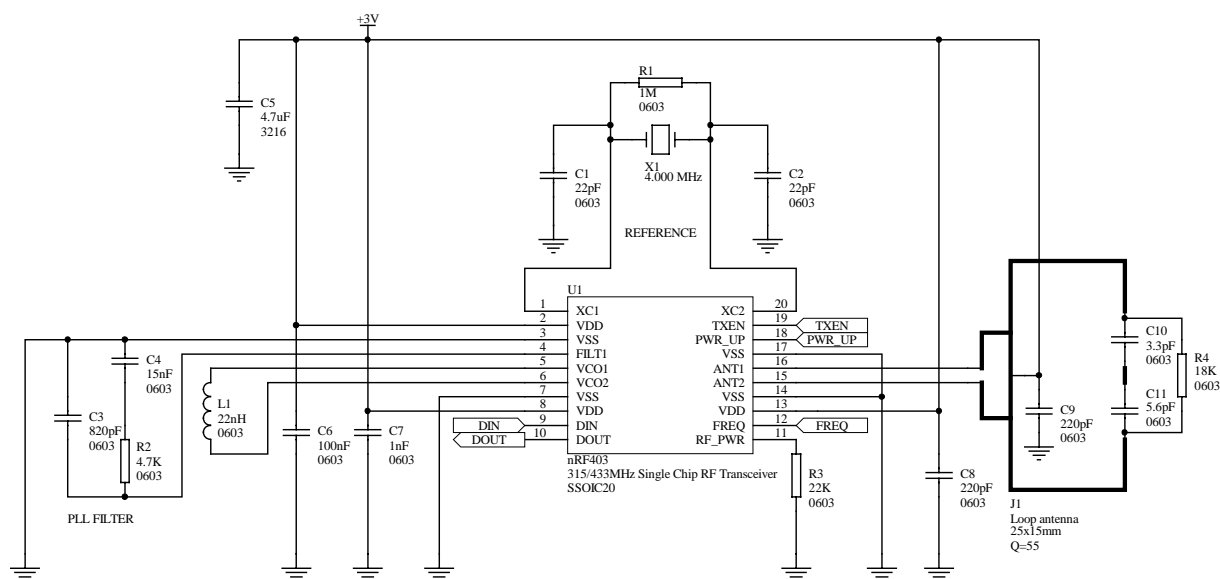 +3V
C5
4.7uF
3216
R1
1M
0603
X1
4.000 MHz
C1
22pF
0603
C2
22pF
0603
REFERENCE
U1
1 XC1 XC2 20
2 VDD TXEN 19 TXEN
3 VSS PWR_UP 18 PWR_UP
4 FILT1 VSS 17
5 VCO1 ANT1 16
6 VCO2 ANT2 15
7 VSS VSS 14
8 VDD VDD 13
DIN 9 DIN FREQ 12 FREQ
DOUT 10 DOUT RF_PWR 11
nRF403
315/433MHz Single Chip RF Transceiver
SSOIC20
C4
15nF
0603
C3
820pF
0603
R2
4.7K
0603
PLL FILTER
L1
22nH
0603
C6
100nF
0603
C7
1nF
0603
R3
22K
0603
C8
220pF
0603
C9
220pF
0603
C10
3.3pF
0603
C11
5.6pF
0603
R4
18K
0603
J1
Loop antenna
25x15mm
Q=55